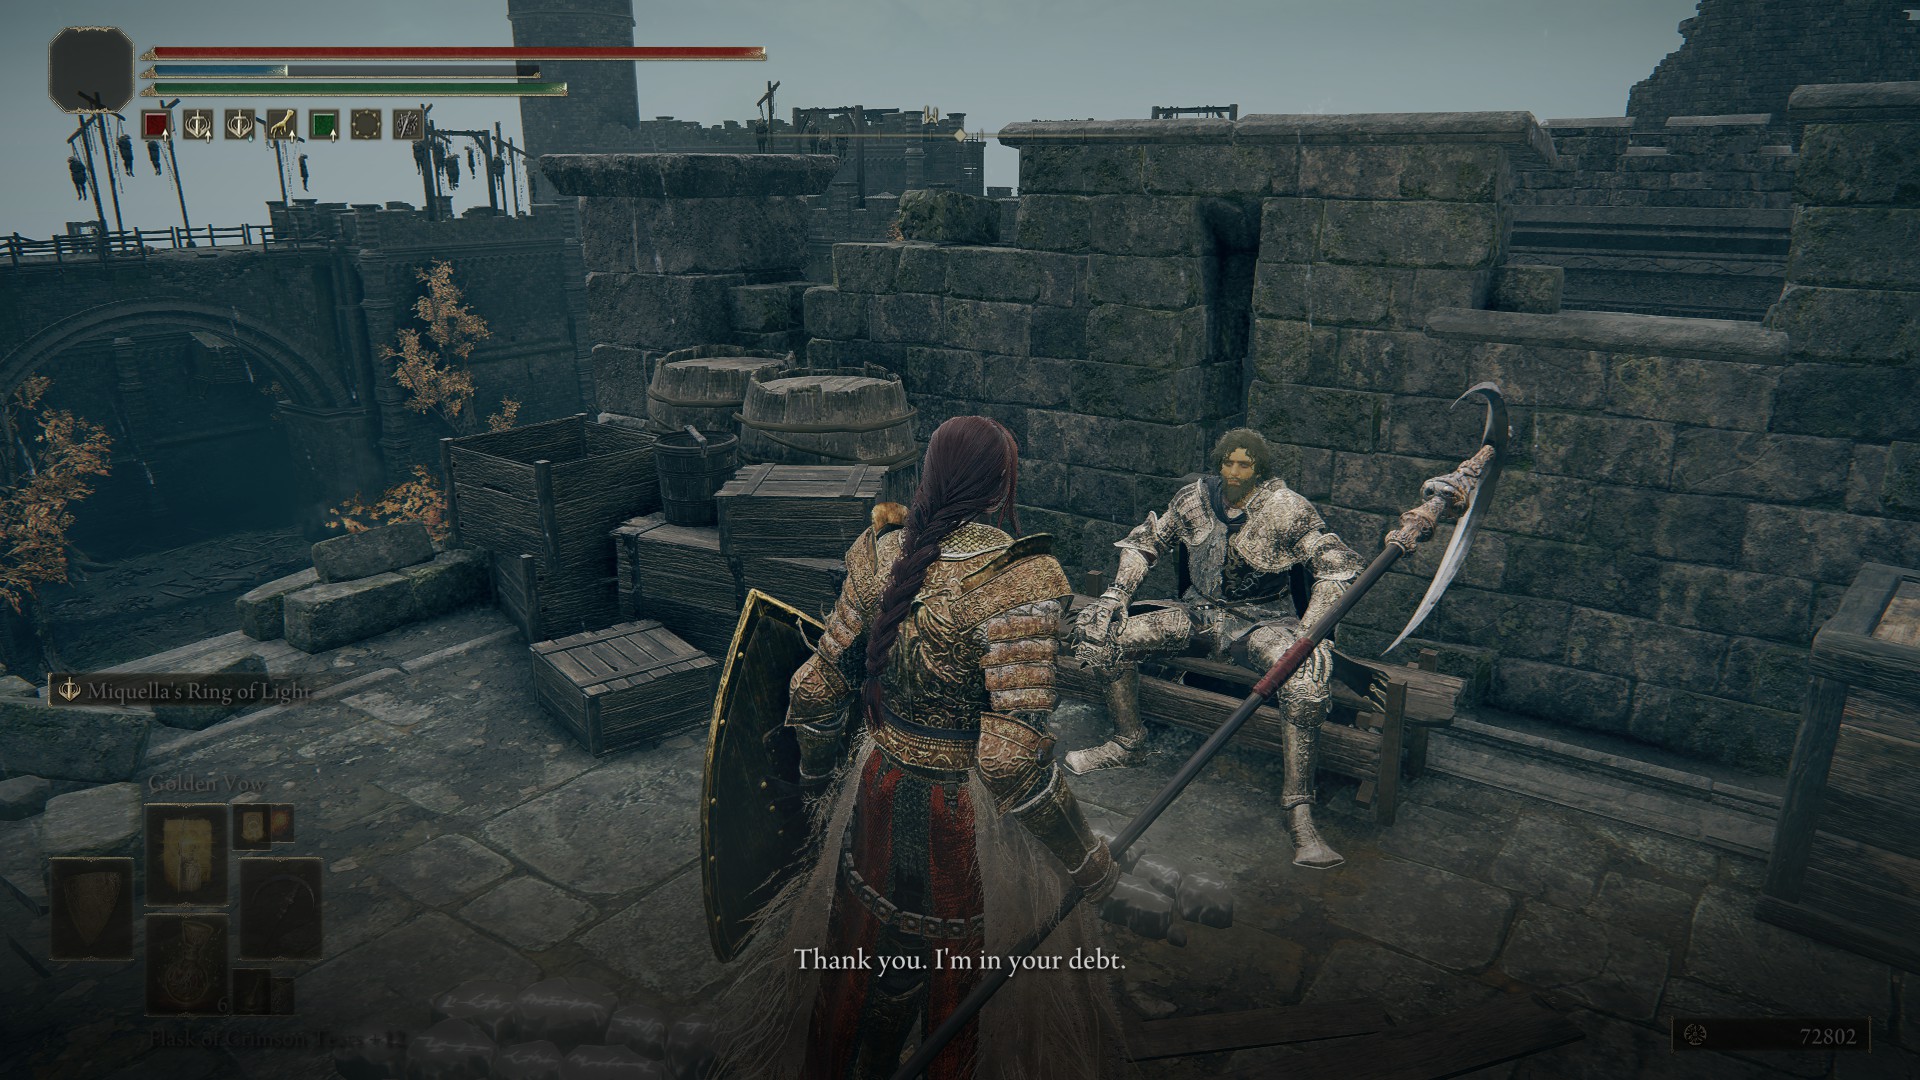 W
Miquella's Ring of Light
Golden Vow
6
Thank you. I'm in your debt.
Flask of Crimson Tears +12
72802